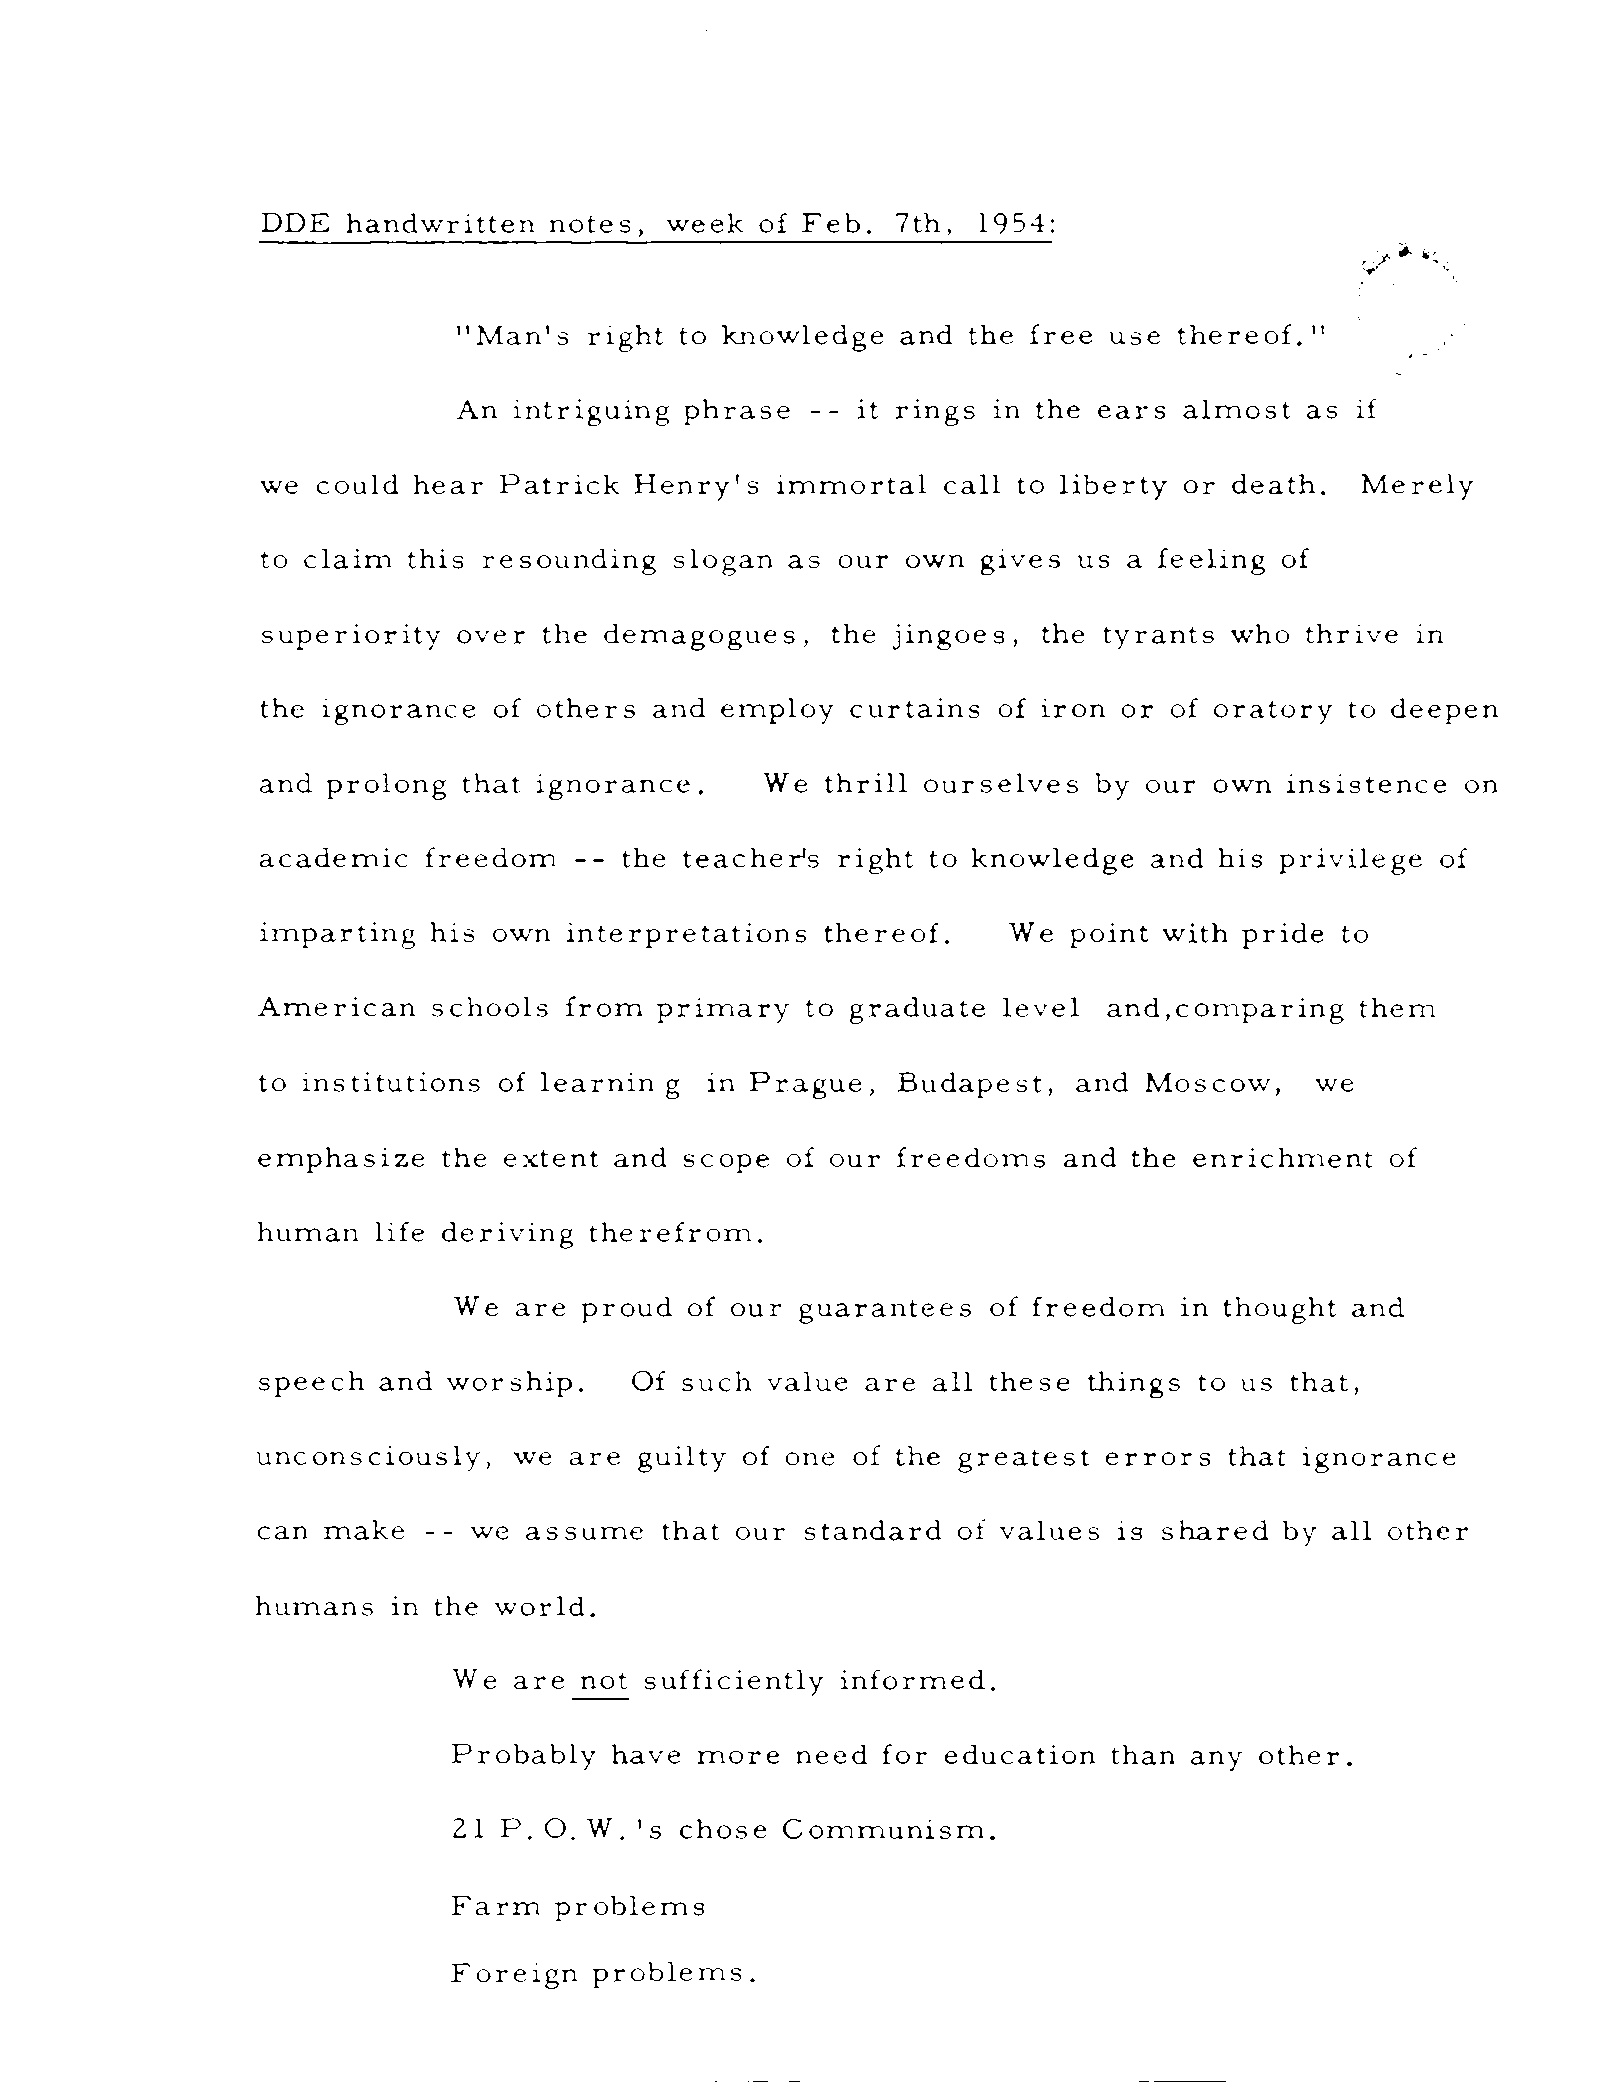 DDE handwritten notes, week of Feb. 7th, 1954:
"Man's right to knowledge and the free use thereof."
An intriguing phrase -- it rings in the ears almost as if
we could hear Patrick Henry's immortal call to liberty or death. Merely
to claim this resounding slogan as our own gives us a feeling of
superiority over the demagogues, the jingoes, the tyrants who thrive in
the ignorance of others and employ curtains of iron or of oratory to deepen
and prolong that ignorance. We thrill ourselves by our own insistence on
academic freedom -- the teacher's right to knowledge and his privilege of
imparting his own interpretations thereof. We point with pride to
American schools from primary to graduate level and,comparing them
to institutions of learnin g in Prague, Budapest, and Moscow, we
emphasize the extent and scope of our freedoms and the enrichment of
human life deriving therefrom.
We are proud of our guarantees of freedom in thought and
speech and worship. Of such value are all these things to us that,
unconsciously, we are guilty of one of the greatest errors that ignorance
can make -- we assume that our standard of values is shared by all other
humans in the world.
We are not sufficiently informed.
Probably have more need for education than any other.
21 P.O.W.'s chose Communism.
Farm problems
Foreign problems.